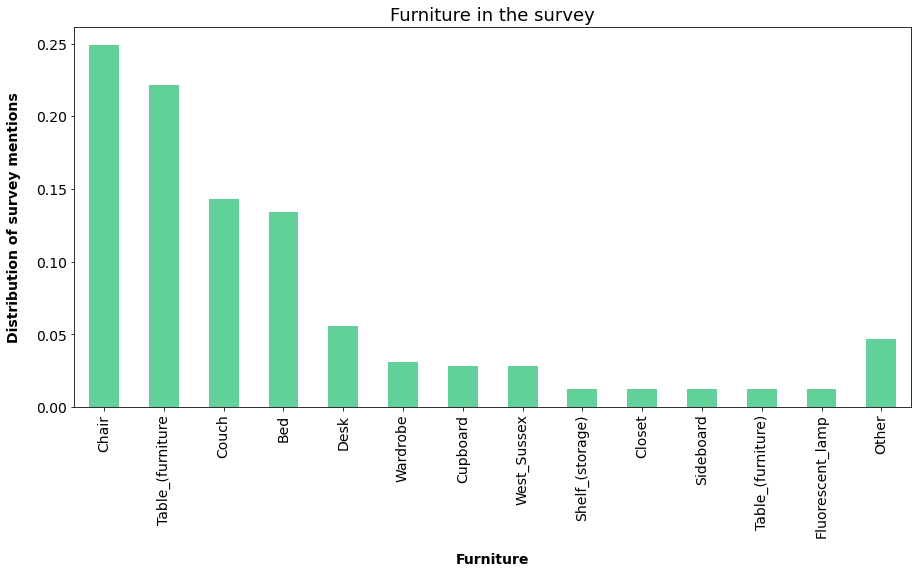 Furniture in the survey
Distribution of survey mentions
0.25
0.20
0.15
0.10
0.05
0.00
Chair
Table_(furniture
Couch
Bed
Desk
Wardrobe
Cupboard
West_Sussex
Shelf_(storage)
Closet
Sideboard
Table_(furniture)
Fluorescent_lamp
Other
Furniture